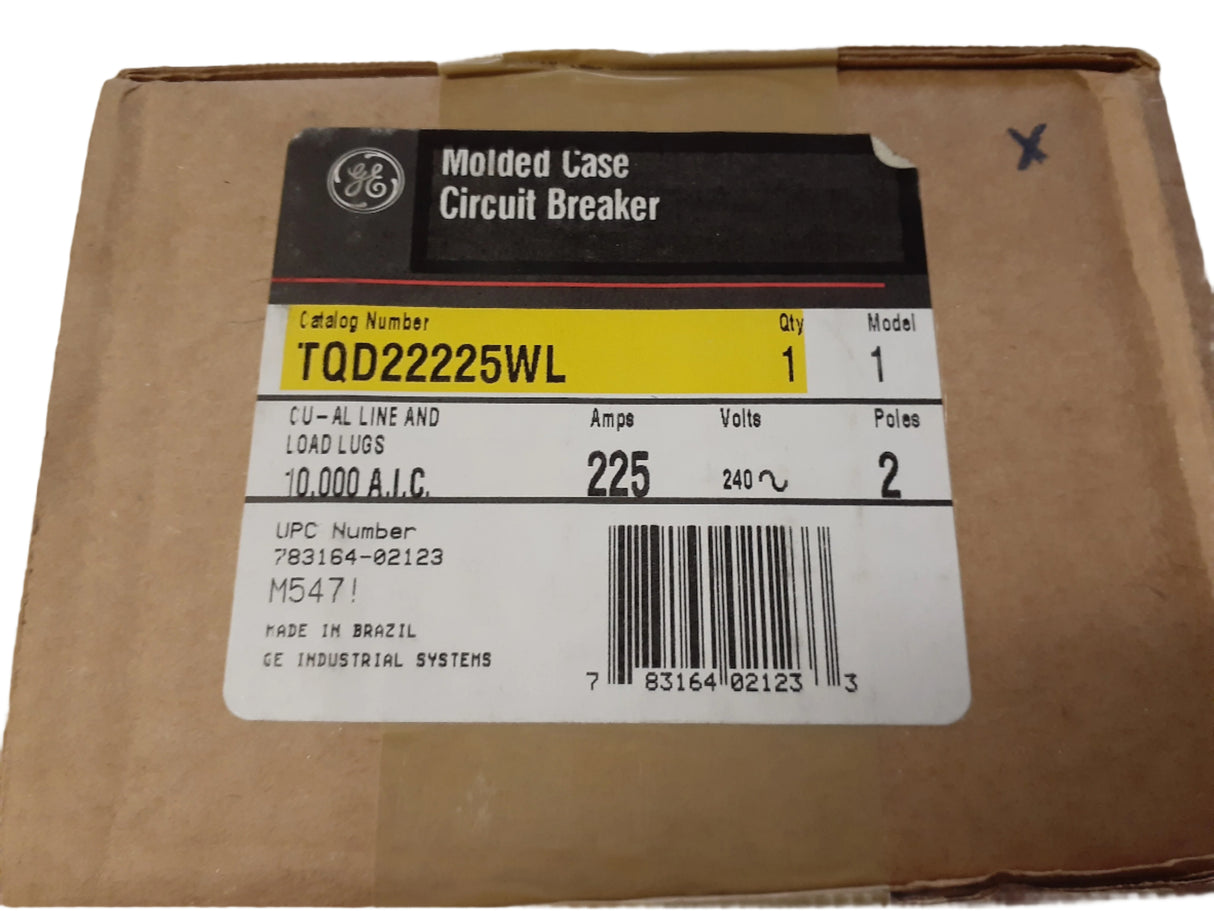 GE
Molded Case
Circuit Breaker
X
Catalog Number Qty Model
TQD22225WL 1 1
CU-AL LINE AND Amps Volts Poles
LOAD LUGS
10.000 A.I.C. 225 240~ 2
UPC Number
783164-02123
M547!
MADE IN BRAZIL
GE INDUSTRIAL SYSTEMS
7 83164 02123 3